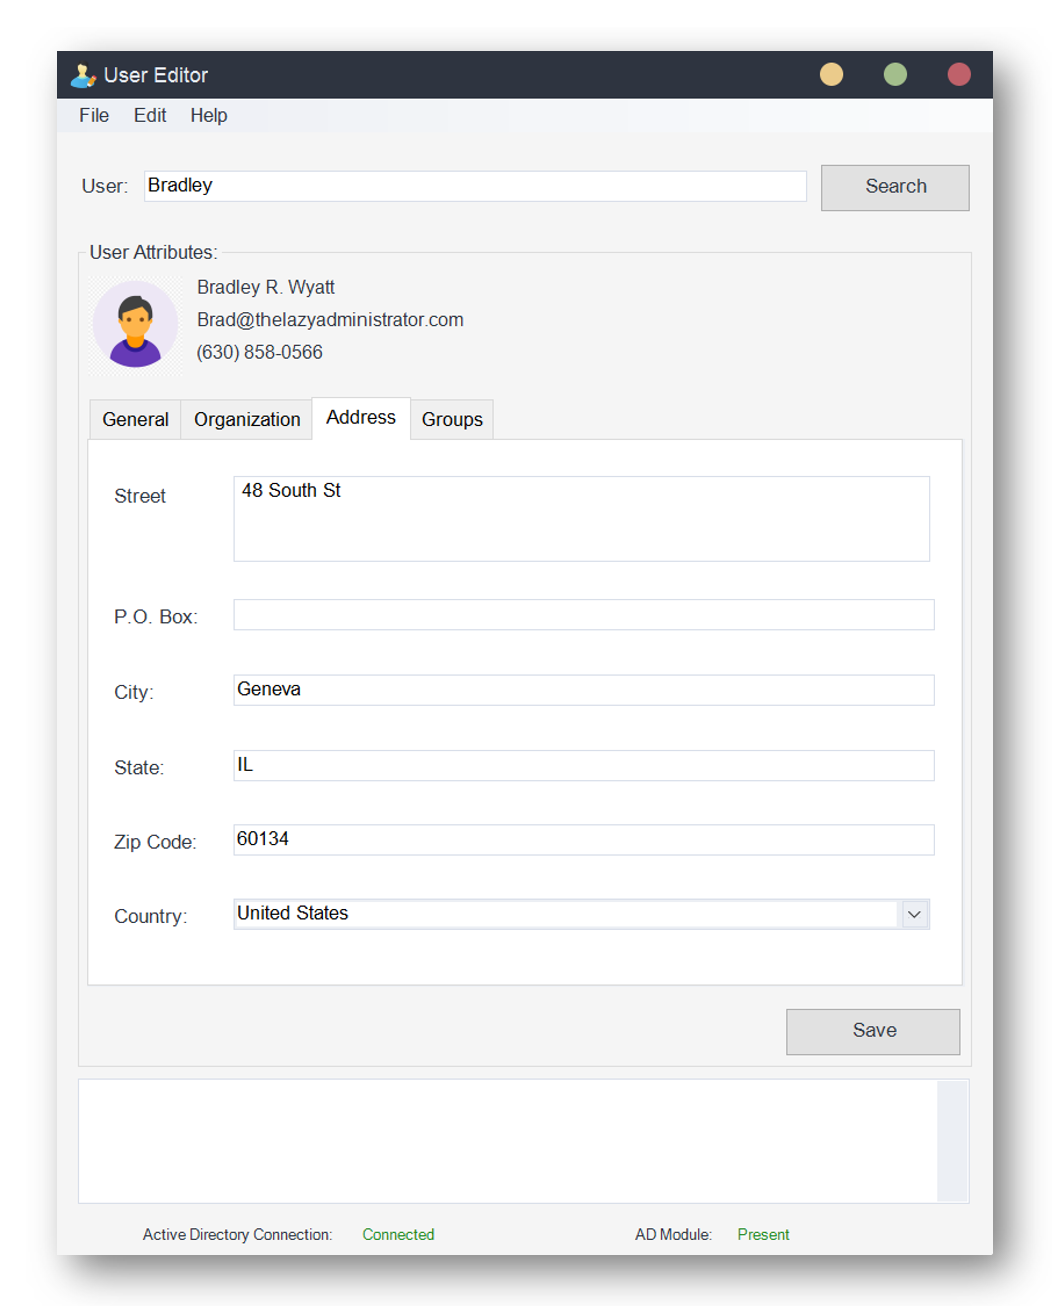 User Editor
File Edit Help
User: Bradley Search
User Attributes:
Bradley R. Wyatt
Brad@thelazyadministrator.com
(630) 858-0566
General Organization Address Groups
Street 48 South St
P.O. Box:
City: Geneva
State: IL
Zip Code: 60134
Country: United States
Save
Active Directory Connection: Connected AD Module: Present